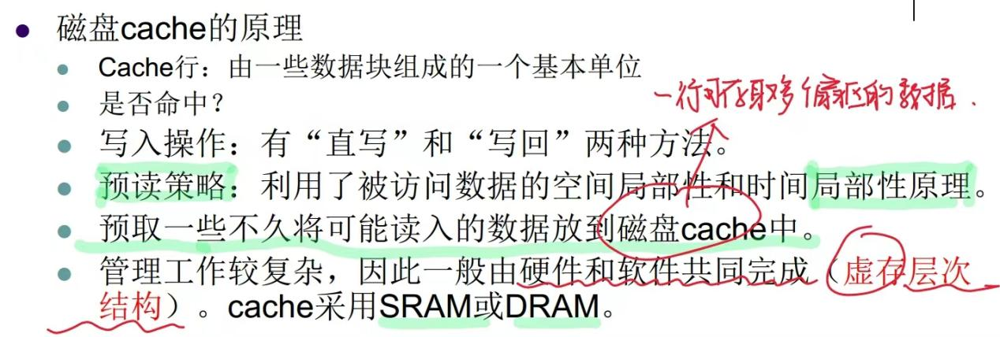 磁盘cache的原理
Cache行：由一些数据块组成的一个基本单位
是否命中？
一行可存取多个扇区的数据.
写入操作：有“直写”和“写回”两种方法。
预读策略：利用了被访问数据的空间局部性和时间局部性原理。
预取一些不久将可能读入的数据放到磁盘cache中。
管理工作较复杂，因此一般由硬件和软件共同完成（虚存层次
结构）。cache采用SRAM或DRAM。